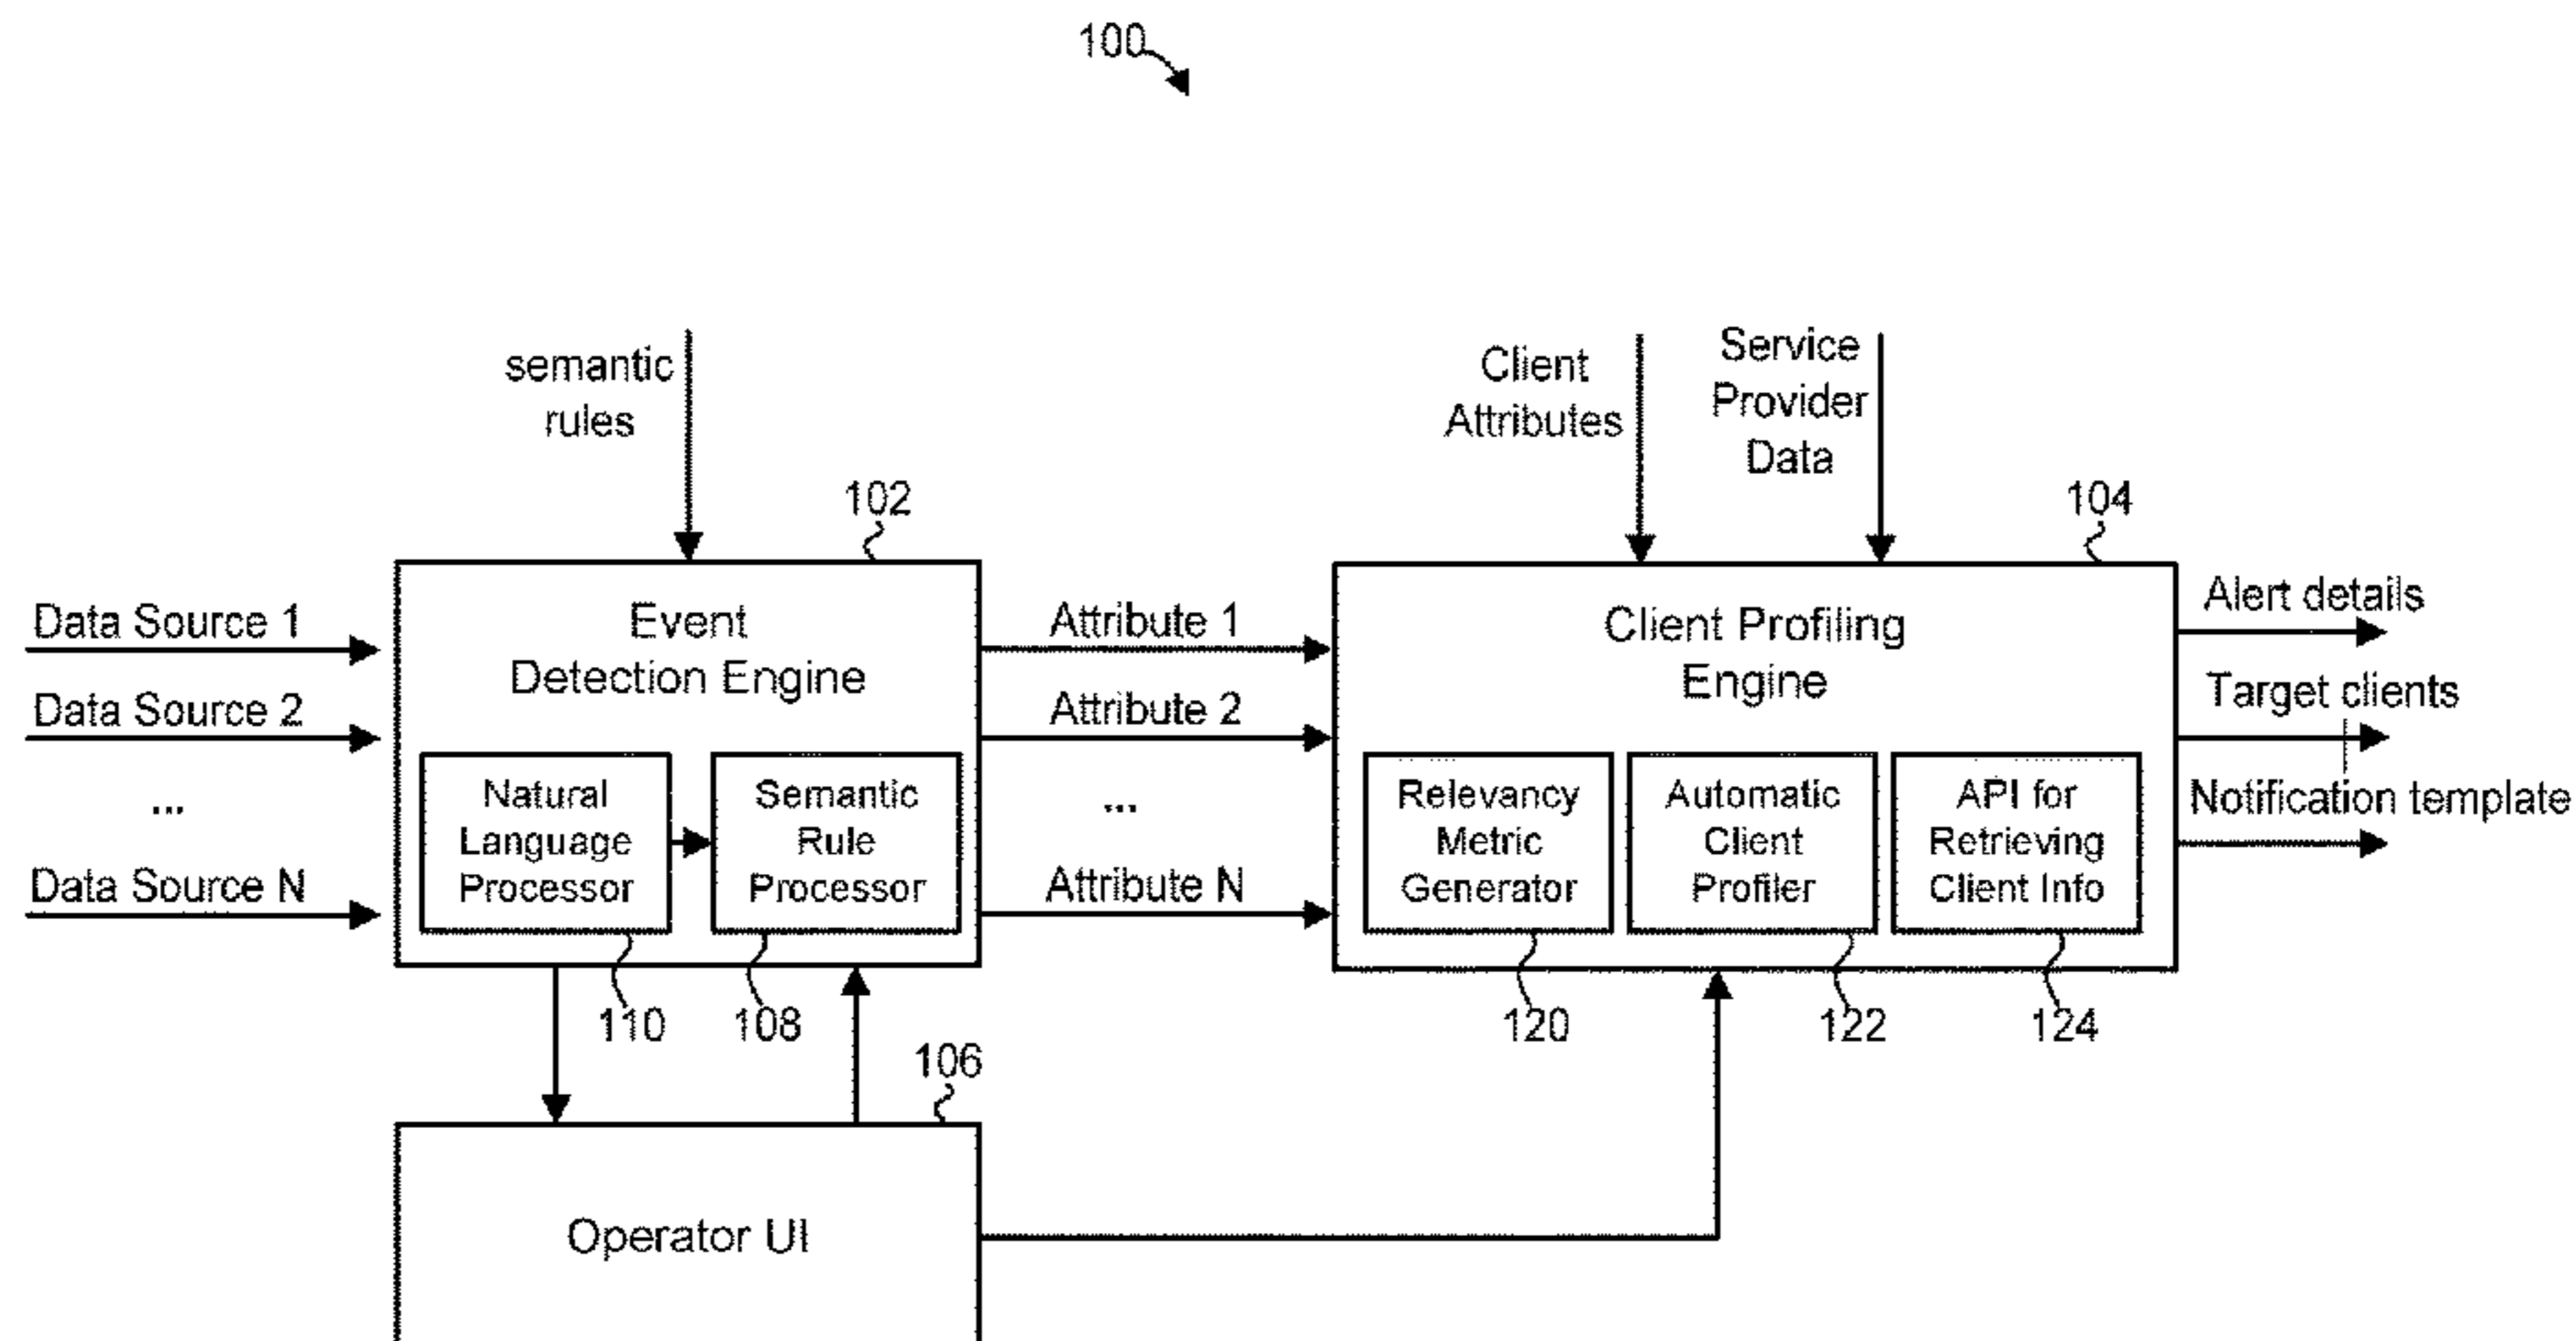 100
semantic
rules
Client
Attributes
Service
Provider
Data
102
104
Data Source 1
Data Source 2
...
Data Source N
Event
Detection Engine
Natural
Language
Processor
Semantic
Rule
Processor
Attribute 1
Attribute 2
...
Attribute N
Client Profiling
Engine
Relevancy
Metric
Generator
Automatic
Client
Profiler
API for
Retrieving
Client Info
Alert details
Target clients
Notification template
110
108
120
122
124
106
Operator UI